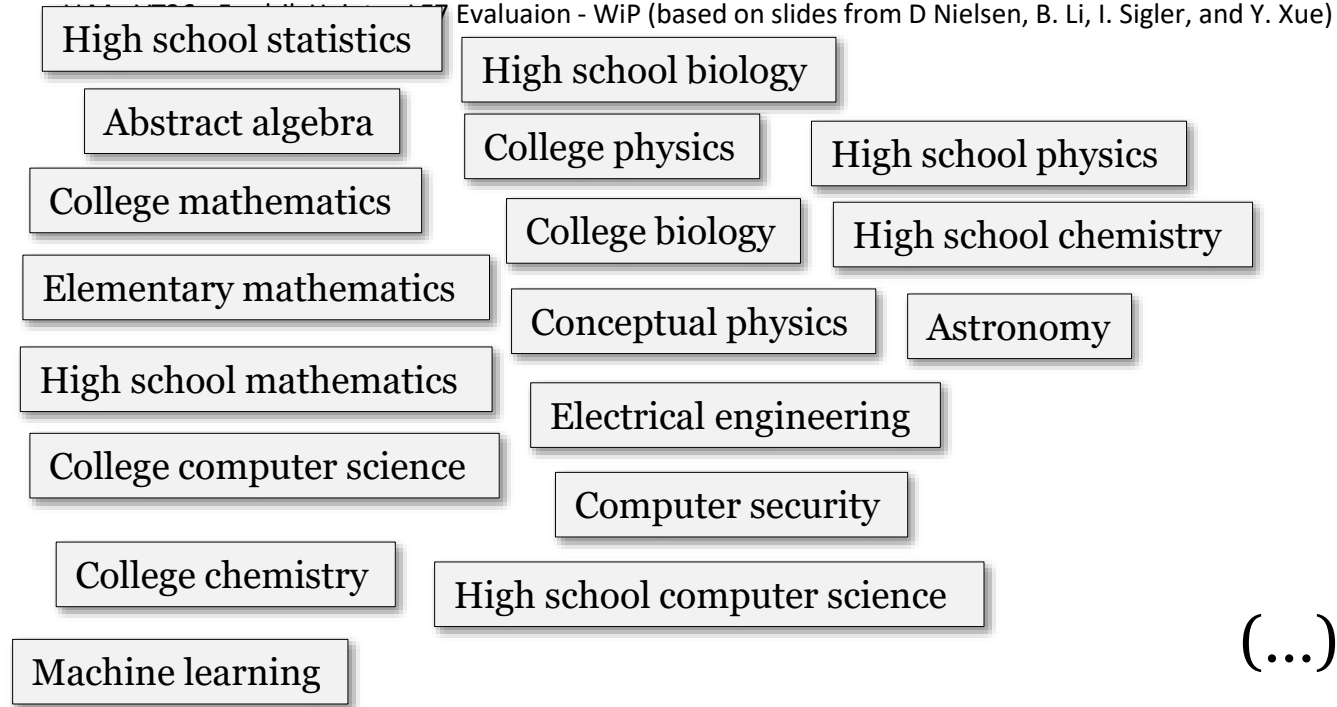 Evaluaion - WiP (based on slides from D Nielsen, B. Li, I. Sigler, and Y. Xue)
High school statistics
High school biology
Abstract algebra
College physics
High school physics
College mathematics
College biology
High school chemistry
Elementary mathematics
Conceptual physics
Astronomy
High school mathematics
Electrical engineering
College computer science
Computer security
College chemistry
High school computer science
Machine learning
(...)